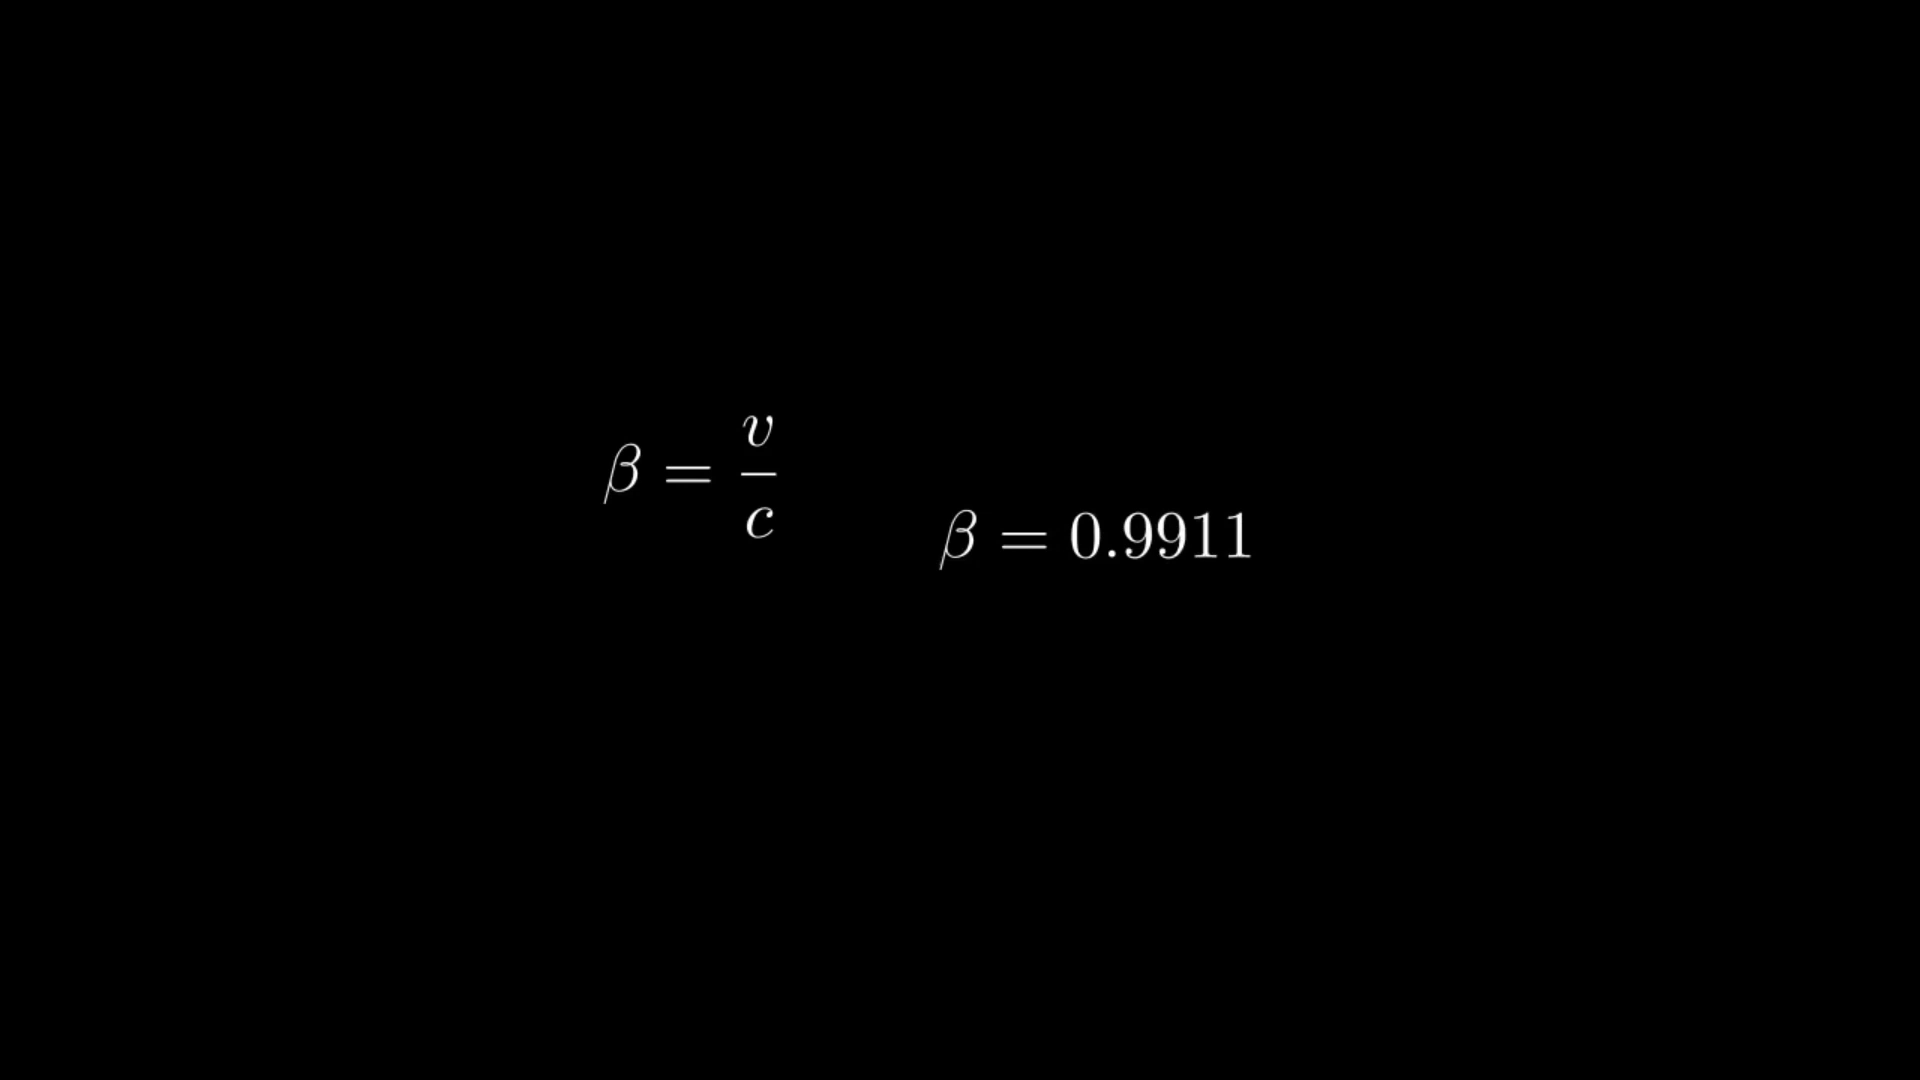 β = v/c
β = 0.9911